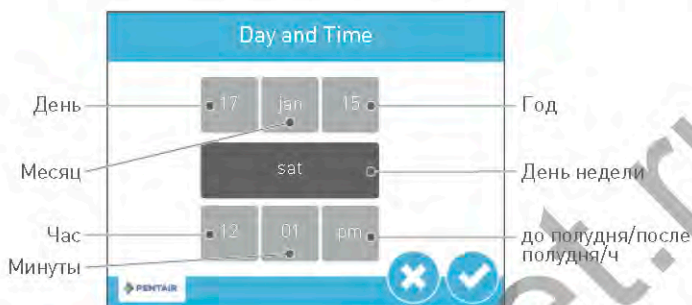 Day and Time
День
17
jan
15
Год
Месяц
sat
День недели
Час
12
01
pm
до полудня/после
полудня/ч
Минуты
PENTAIR